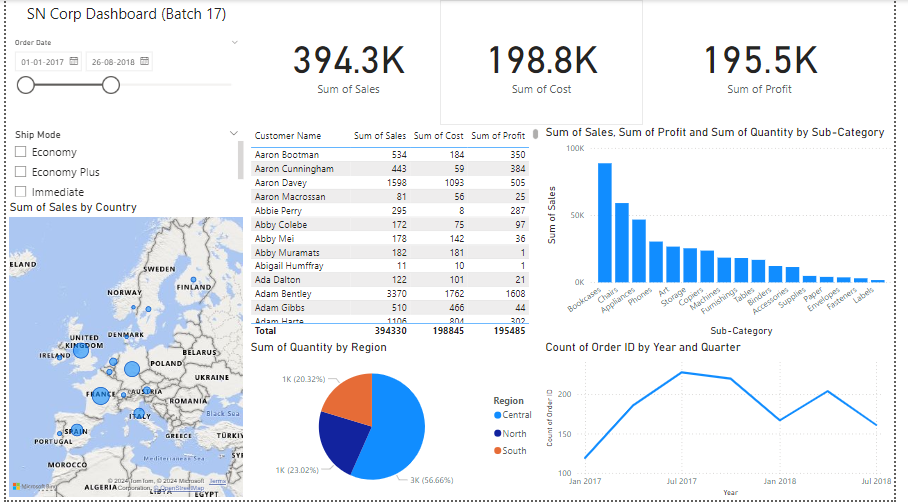 SN Corp Dashboard (Batch 17)
Order Date
01-01-2017
26-08-2018
394.3K
Sum of Sales
198.8K
Sum of Cost
195.5K
Sum of Profit
Ship Mode
Economy
Economy Plus
Immediate
Customer Name Sum of Sales Sum of Cost Sum of Profit
Aaron Bootman 534 184 350
Aaron Cunningham 443 59 384
Aaron Davey 1598 1093 505
Aaron Macrossan 81 56 25
Abbie Perry 295 8 287
Abby Colebe 172 75 97
Abby Mei 178 142 36
Abby Muramats 182 181 1
Abigail Humffray 11 10 1
Ada Dalton 122 101 21
Adam Bentley 3370 1762 1608
Adam Gibbs 510 466 44
Adam Harte 1106 804 302
Total 394330 198845 195485
Sum of Sales, Sum of Profit and Sum of Quantity by Sub-Category
Sum of Sales
100K
50K
0K
Bookcases
Chairs
Appliances
Phones
Art
Storage
Copiers
Machines
Furnishings
Tables
Binders
Accessories
Supplies
Paper
Envelopes
Fasteners
Labels
Sub-Category
Sum of Sales by Country
ELAND
SWEDEN
FINLAND
NORWAY
UNITED
KINGDOM
DENMARK
IRELAND
BELARUS
POLAND
UKRAINE
FRANCE
AUSTRIA
ROMANIA
ITALY
Black Sea
SPAIN
PORTUGAL
GREECE
TÜRKİY
Mediterranean Sea
SYR
MOROCCO
ALGERIA
LIBYA
EGYPT
Microsoft Bing
© 2024 TomTom, © 2024 Microsoft
Corporation, © OpenStreetMap
Terms
Sum of Quantity by Region
1K (20.32%)
1K (23.02%)
3K (56.66%)
Region
Central
North
South
Count of Order ID by Year and Quarter
Count of Order ID
200
150
100
Jan 2017
Jul 2017
Jan 2018
Jul 2018
Year